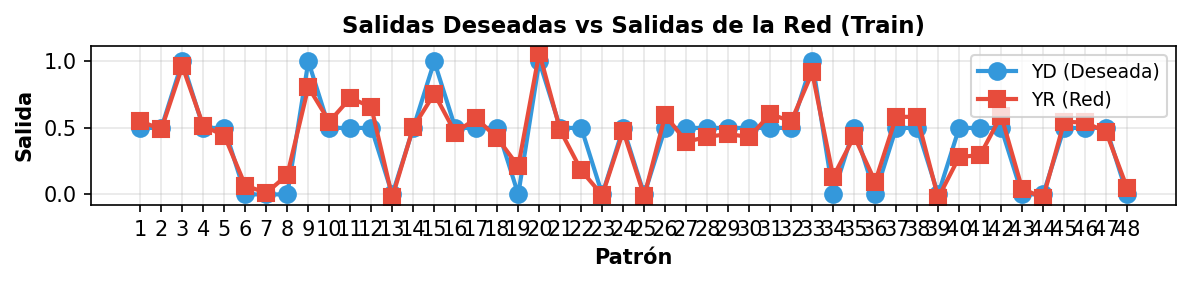 Salidas Deseadas vs Salidas de la Red (Train)
Salida
1.0
0.5
0.0
YD (Deseada)
YR (Red)
1 2 3 4 5 6 7 8 9 10 11 12 13 14 15 16 17 18 19 20 21 22 23 24 25 26 27 28 29 30 31 32 33 34 35 36 37 38 39 40 41 42 43 44 45 46 47 48
Patrón